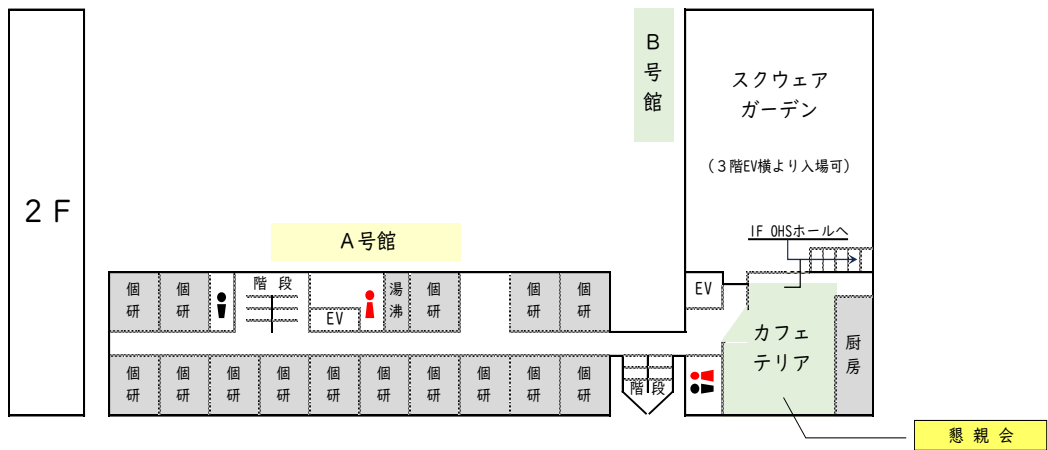 ２Ｆ
Ｂ
号
館
スクウェア
ガーデン
（３階EV横より入場可）
IF OHSホールへ
Ａ号館
個
研
個
研
階 段
EV
湯
沸
個
研
個
研
個
研
EV
カフェ
テリア
厨
房
個
研
個
研
個
研
個
研
個
研
個
研
個
研
個
研
個
研
個
研
階 段
懇 親 会